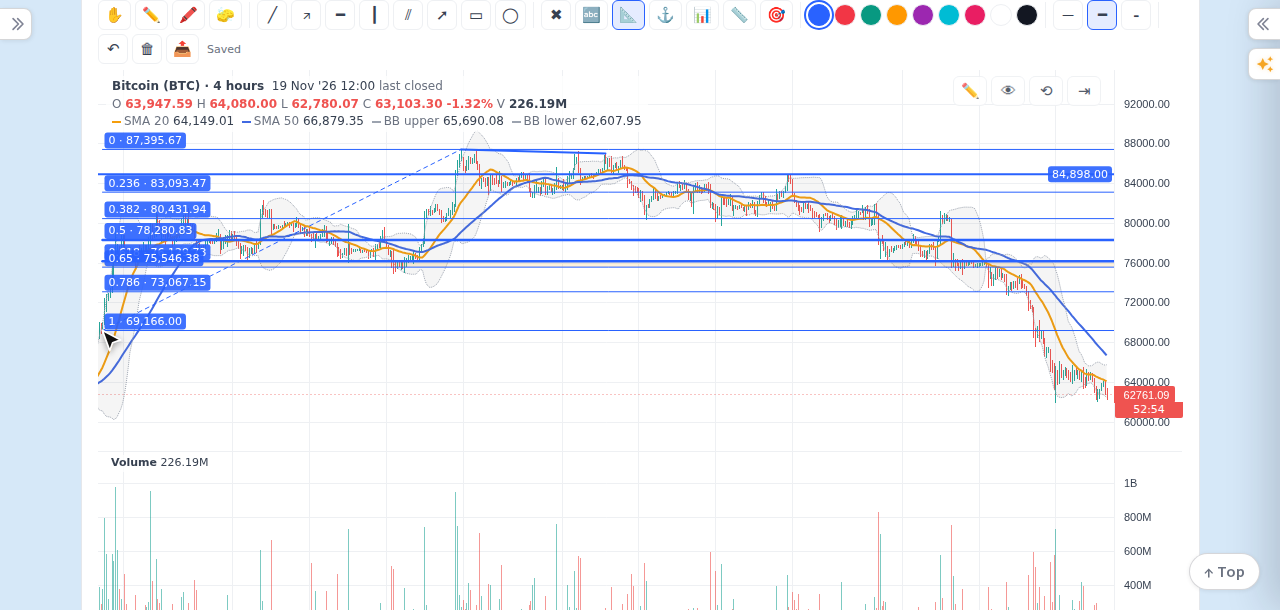 Saved
Bitcoin (BTC) · 4 hours 19 Nov '26 12:00 last closed
O 63,947.59 H 64,080.00 L 62,780.07 C 63,103.30 -1.32% V 226.19M
SMA 20 64,149.01 SMA 50 66,879.35 BB upper 65,690.08 BB lower 62,607.95
92000.00
88000.00
84000.00
80000.00
76000.00
72000.00
68000.00
64000.00
60000.00
0 · 87,395.67
84,898.00
0.236 · 83,093.47
0.382 · 80,431.94
0.5 · 78,280.83
0.65 · 75,546.38
0.786 · 73,067.15
1 · 69,166.00
62761.09
52:54
Volume 226.19M
1B
800M
600M
400M
↑ Top